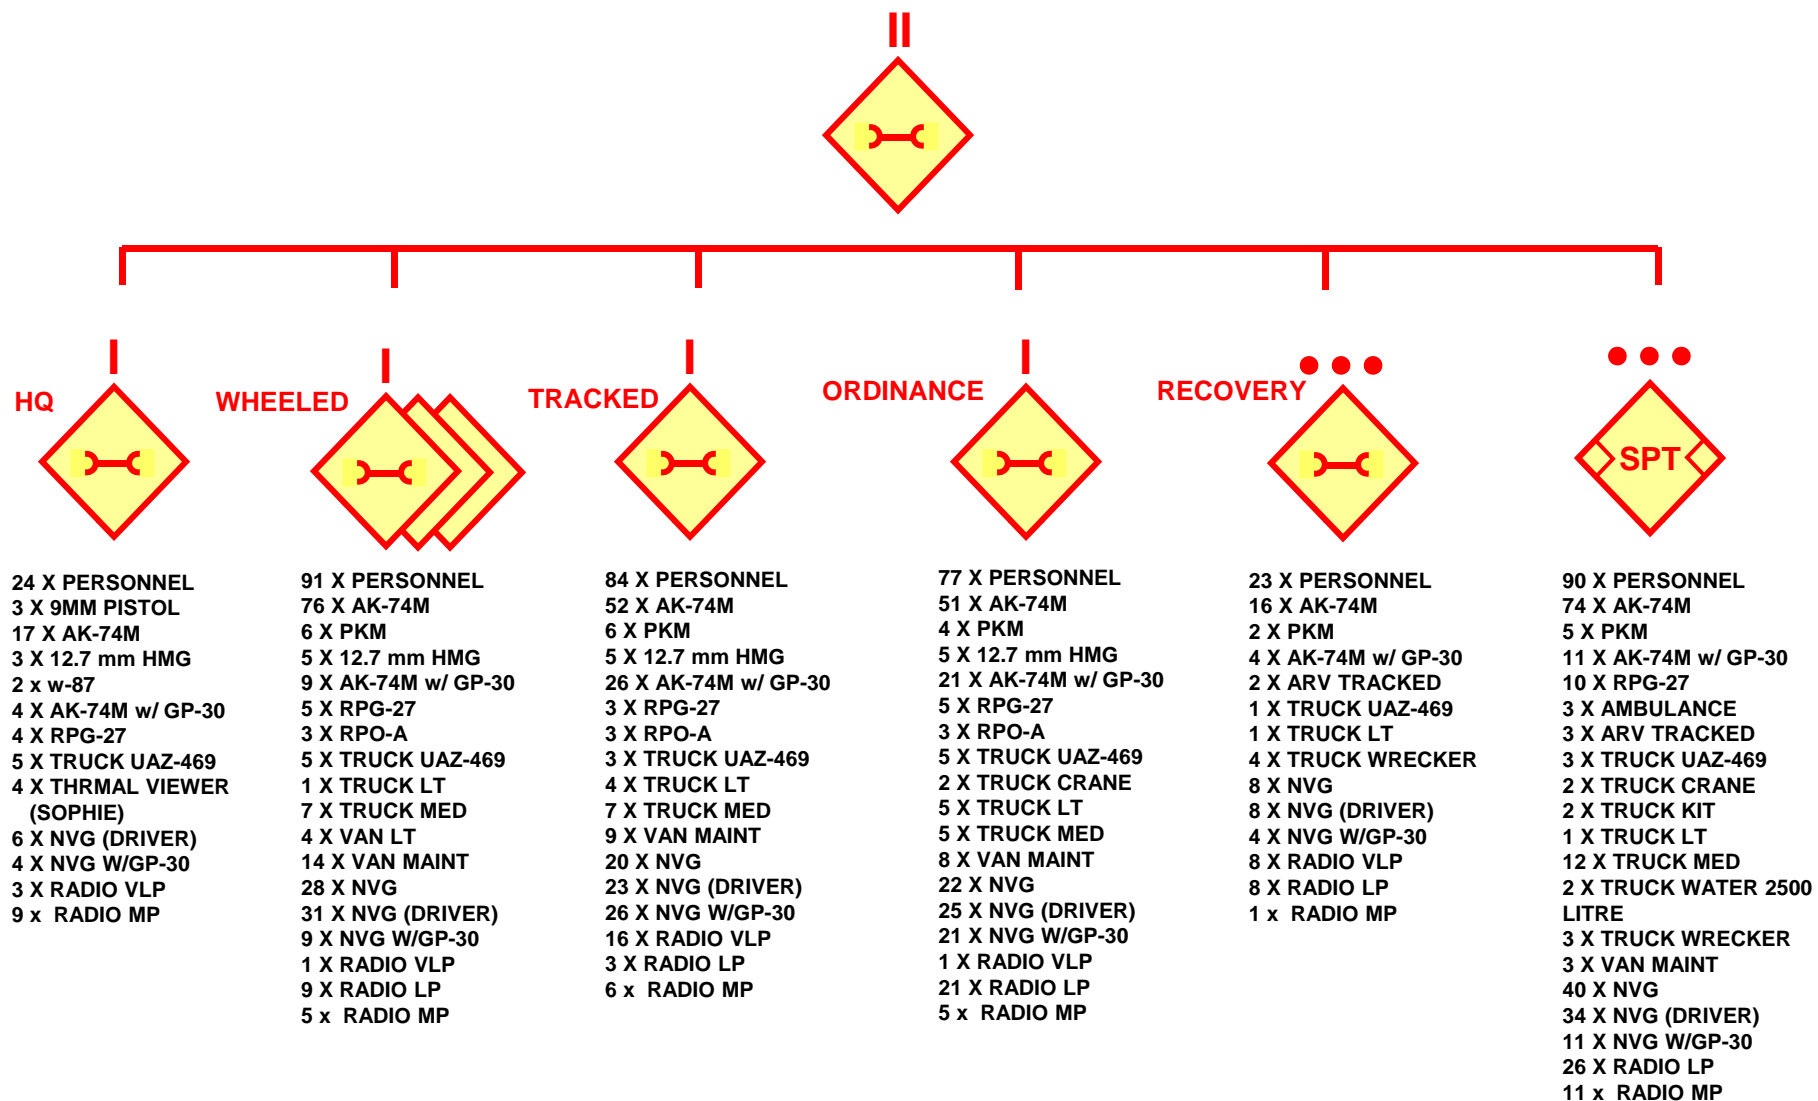 HQ
24 X PERSONNEL
3 X 9MM PISTOL
17 X AK-74M
3 X 12.7 mm HMG
2 x w-87
4 X AK-74M w/ GP-30
4 X RPG-27
5 X TRUCK UAZ-469
4 X THRMAL VIEWER
(SOPHIE)
6 X NVG (DRIVER)
4 X NVG W/GP-30
3 X RADIO VLP
9 x RADIO MP
WHEELED
91 X PERSONNEL
76 X AK-74M
6 X PKM
5 X 12.7 mm HMG
9 X AK-74M w/ GP-30
5 X RPG-27
3 X RPO-A
5 X TRUCK UAZ-469
1 X TRUCK LT
7 X TRUCK MED
4 X VAN LT
14 X VAN MAINT
28 X NVG
31 X NVG (DRIVER)
9 X NVG W/GP-30
1 X RADIO VLP
9 X RADIO LP
5 x RADIO MP
TRACKED
84 X PERSONNEL
52 X AK-74M
6 X PKM
5 X 12.7 mm HMG
26 X AK-74M w/ GP-30
3 X RPG-27
3 X RPO-A
3 X TRUCK UAZ-469
4 X TRUCK LT
7 X TRUCK MED
9 X VAN MAINT
20 X NVG
23 X NVG (DRIVER)
26 X NVG W/GP-30
16 X RADIO VLP
3 X RADIO LP
6 x RADIO MP
ORDINANCE
77 X PERSONNEL
51 X AK-74M
4 X PKM
5 X 12.7 mm HMG
21 X AK-74M w/ GP-30
5 X RPG-27
3 X RPO-A
5 X TRUCK UAZ-469
2 X TRUCK CRANE
5 X TRUCK LT
5 X TRUCK MED
8 X VAN MAINT
22 X NVG
25 X NVG (DRIVER)
21 X NVG W/GP-30
1 X RADIO VLP
21 X RADIO LP
5 x RADIO MP
RECOVERY
23 X PERSONNEL
16 X AK-74M
2 X PKM
4 X AK-74M w/ GP-30
2 X ARV TRACKED
1 X TRUCK UAZ-469
1 X TRUCK LT
4 X TRUCK WRECKER
8 X NVG
8 X NVG (DRIVER)
4 X NVG W/GP-30
8 X RADIO VLP
8 X RADIO LP
1 x RADIO MP
SPT
90 X PERSONNEL
74 X AK-74M
5 X PKM
11 X AK-74M w/ GP-30
10 X RPG-27
3 X AMBULANCE
3 X ARV TRACKED
3 X TRUCK UAZ-469
2 X TRUCK CRANE
2 X TRUCK KIT
1 X TRUCK LT
12 X TRUCK MED
2 X TRUCK WATER 2500
LITRE
3 X TRUCK WRECKER
3 X VAN MAINT
40 X NVG
34 X NVG (DRIVER)
11 X NVG W/GP-30
26 X RADIO LP
11 x RADIO MP